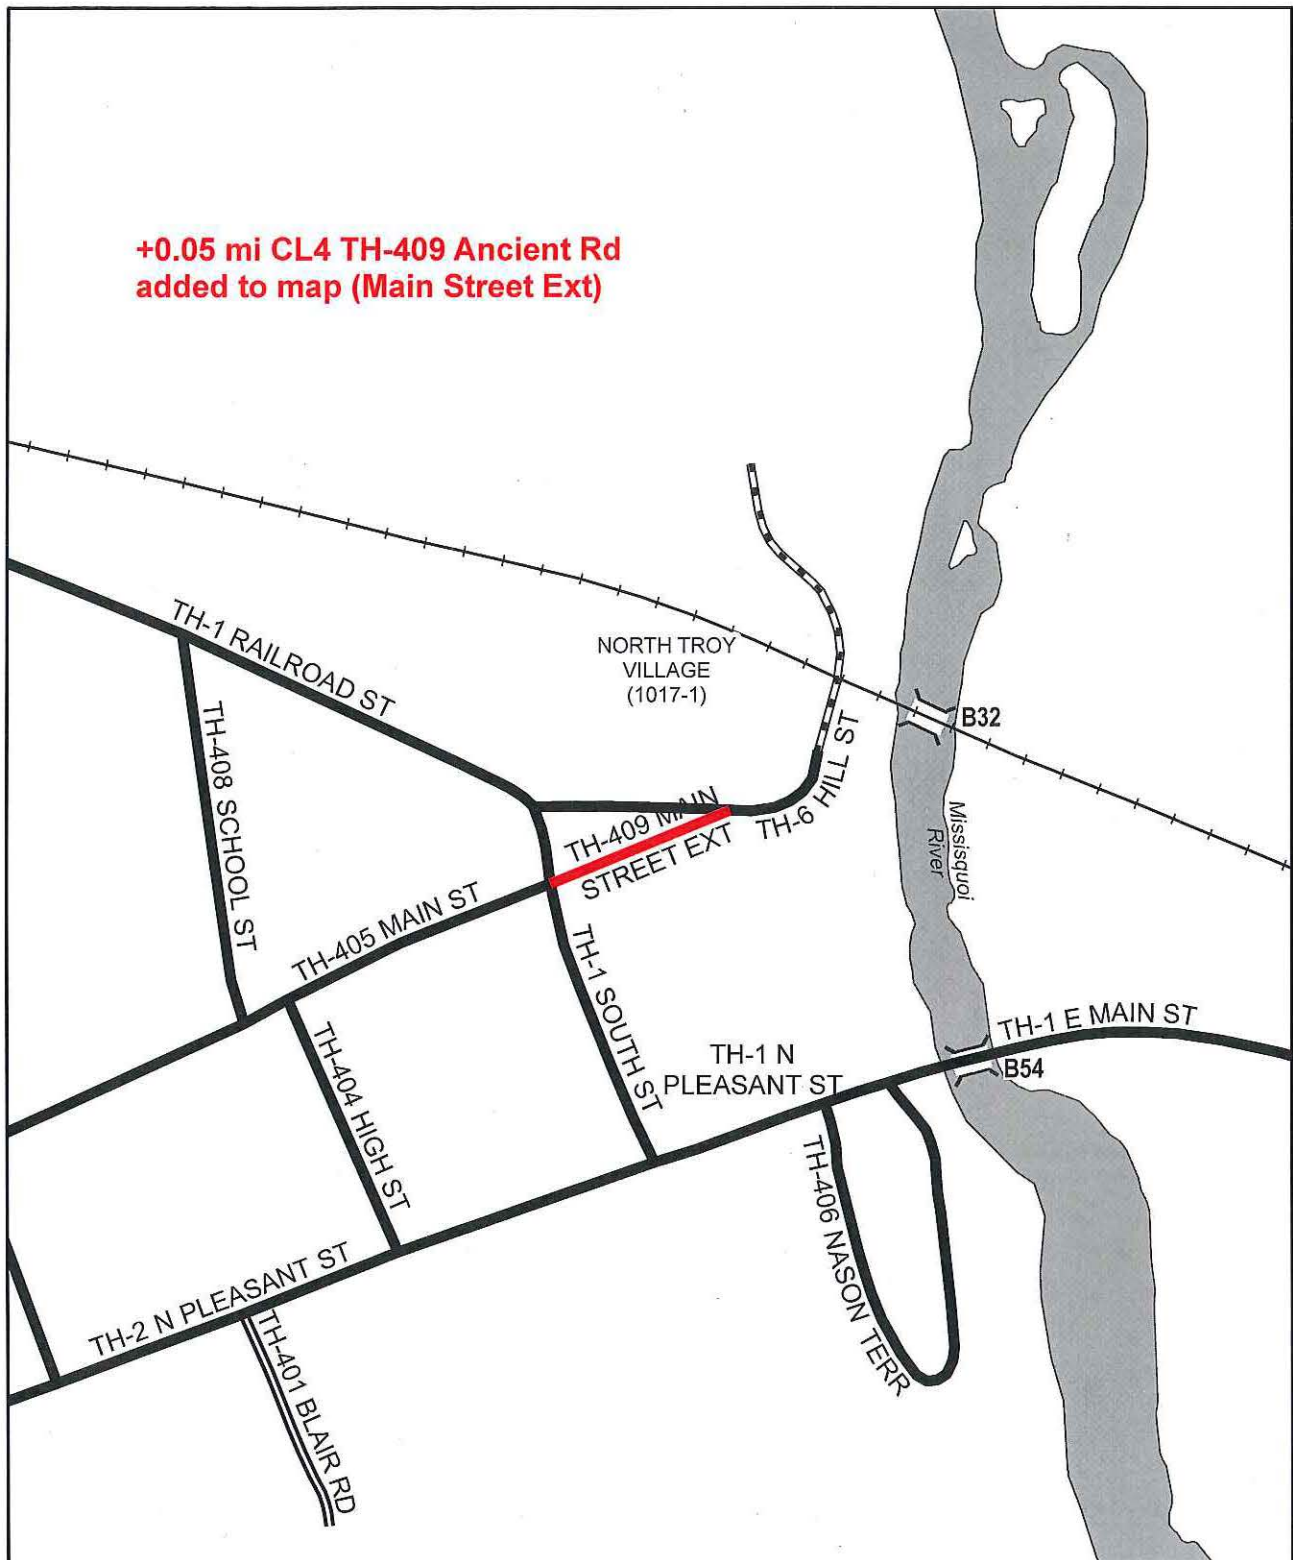 +0.05 mi CL4 TH-409 Ancient Rd
added to map (Main Street Ext)
TH-1 RAILROAD ST
NORTH TROY
VILLAGE
(1017-1)
TH-408 SCHOOL ST
B32
TH-6 HILL ST
TH-409 MAIN
STREET EXT
Mississquoi
River
TH-405 MAIN ST
TH-1 SOUTH ST
TH-1 E MAIN ST
TH-1 N
PLEASANT ST
B54
TH-404 HIGH ST
TH-406 NASON TERR
TH-2 N PLEASANT ST
TH-401 BLAIR RD